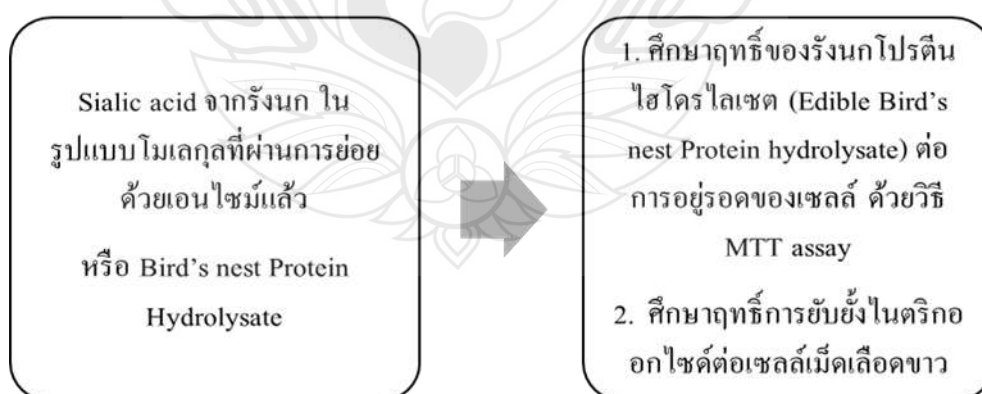 Sialic acid จากรังนก ใน
รูปแบบโมเลกุลที่ผ่านการย่อย
ด้วยเอนไซม์แล้ว
หรือ Bird's nest Protein
Hydrolysate
1. ศึกษาฤทธิ์ของรังนกโปรตีน
ไฮโดรไลเซต (Edible Bird's
nest Protein hydrolysate) ต่อ
การอยู่รอดของเซลล์ ด้วยวิธี
MTT assay
2. ศึกษาฤทธิ์การยับยั้งไนตริกอ
อกไซด์ต่อเซลล์เม็ดเลือดขาว